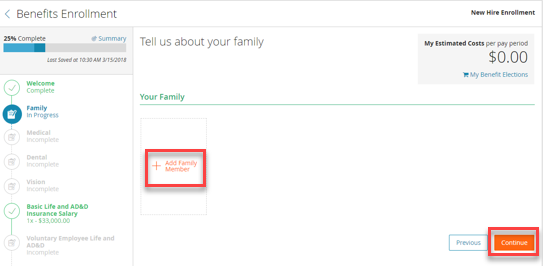 Benefits Enrollment
New Hire Enrollment
25% Complete
Summary
Last Saved at 10:30 AM 3/15/2018
Welcome
Complete
Family
In Progress
Medical
Incomplete
Dental
Incomplete
Vision
Incomplete
Basic Life and AD&D
Insurance Salary
1x - $33,000.00
Voluntary Employee Life and
AD&D
Incomplete
Tell us about your family
My Estimated Costs per pay period
$0.00
My Benefit Elections
Your Family
Add Family
Member
Previous
Continue